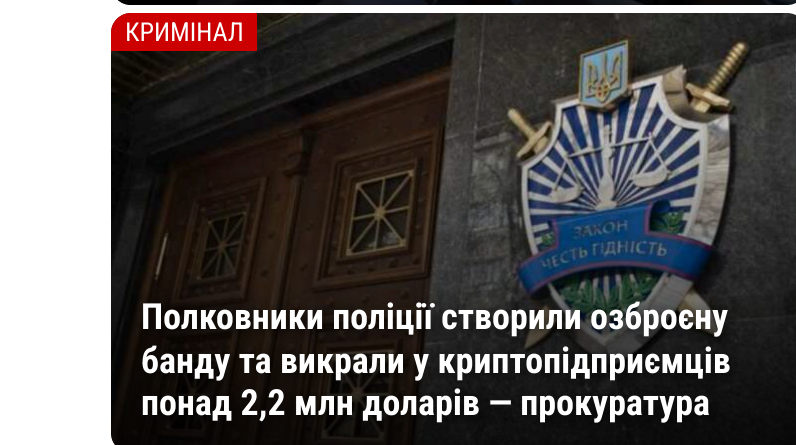 КРИМІНАЛ
ЗАКОН
ЧЕСТЬ ГІДНІСТЬ
Полковники поліції створили озброєну
банду та викрали у криптопідприємців
понад 2,2 млн доларів — прокуратура